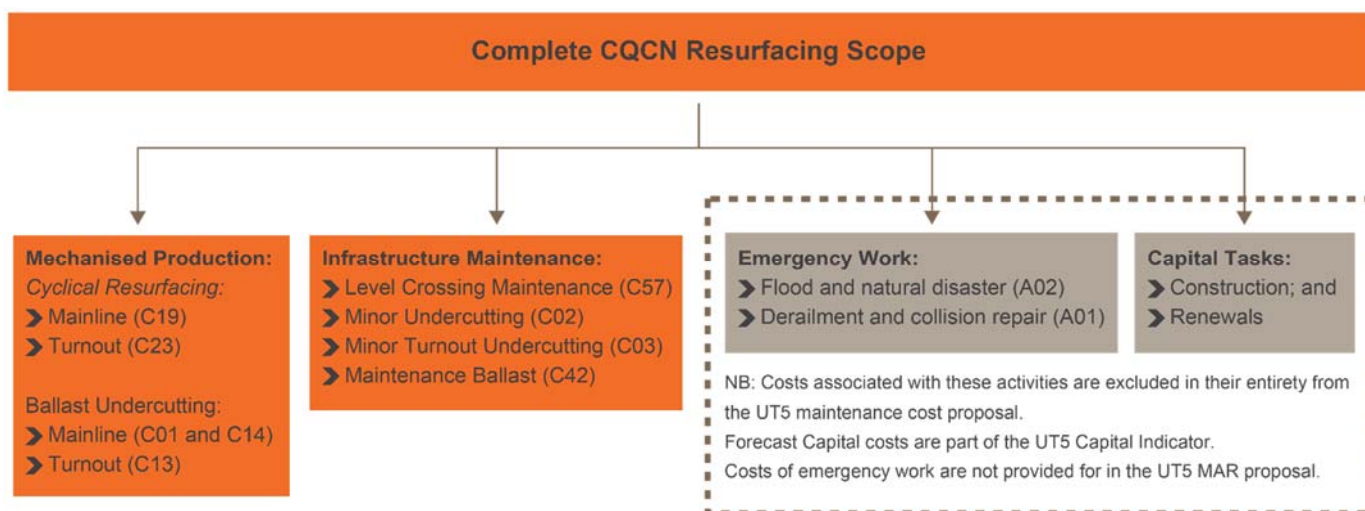 Complete CQCN Resurfacing Scope
Mechanised Production:
Cyclical Resurfacing:
Mainline (C19)
Turnout (C23)
Ballast Undercutting:
Mainline (C01 and C14)
Turnout (C13)
Infrastructure Maintenance:
Level Crossing Maintenance (C57)
Minor Undercutting (C02)
Minor Turnout Undercutting (C03)
Maintenance Ballast (C42)
Emergency Work:
Flood and natural disaster (A02)
Derailment and collision repair (A01)
Capital Tasks:
Construction; and
Renewals
NB: Costs associated with these activities are excluded in their entirety from
the UT5 maintenance cost proposal.
Forecast Capital costs are part of the UT5 Capital Indicator.
Costs of emergency work are not provided for in the UT5 MAR proposal.